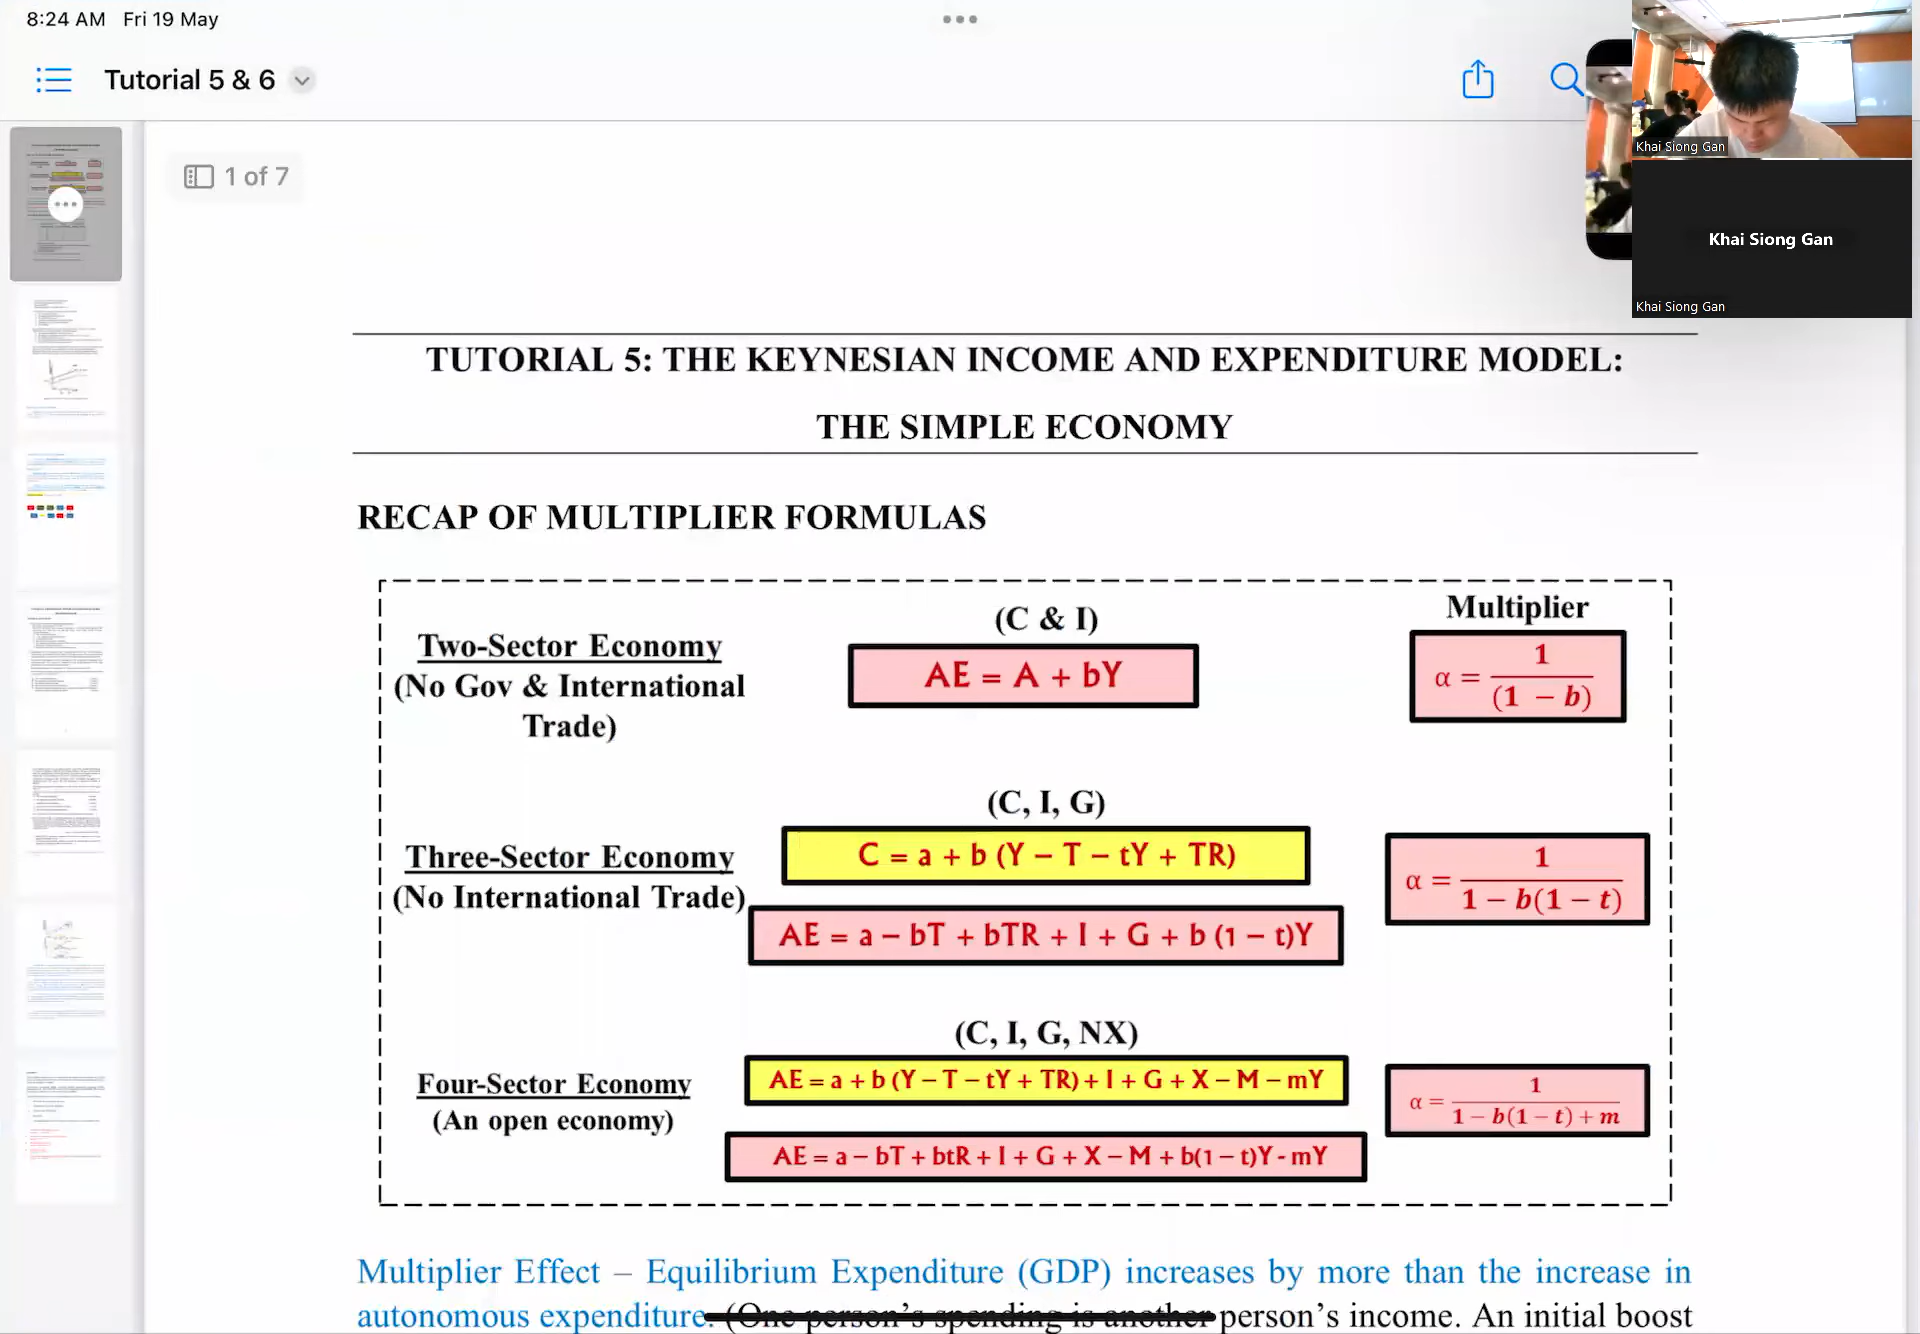 8:24 AM Fri 19 May
Tutorial 5 & 6
1 of 7
Khai Siong Gan
Khai Siong Gan
Khai Siong Gan
TUTORIAL 5: THE KEYNESIAN INCOME AND EXPENDITURE MODEL:
THE SIMPLE ECONOMY
RECAP OF MULTIPLIER FORMULAS
Two-Sector Economy
(No Gov & International
Trade)
(C & I)
AE = A + bY
Multiplier
α = 1 / (1 − b)
Three-Sector Economy
(No International Trade)
(C, I, G)
C = a + b (Y − T − tY + TR)
AE = a − bT + bTR + I + G + b (1 − t)Y
α = 1 / 1 − b(1 − t)
Four-Sector Economy
(An open economy)
(C, I, G, NX)
AE = a + b (Y − T − tY + TR) + I + G + X − M − mY
AE = a − bT + btR + I + G + X − M + b(1 − t)Y - mY
α = 1 / 1 − b(1 − t) + m
Multiplier Effect – Equilibrium Expenditure (GDP) increases by more than the increase in
autonomous expenditure. (One person's spending is another person's income. An initial boost